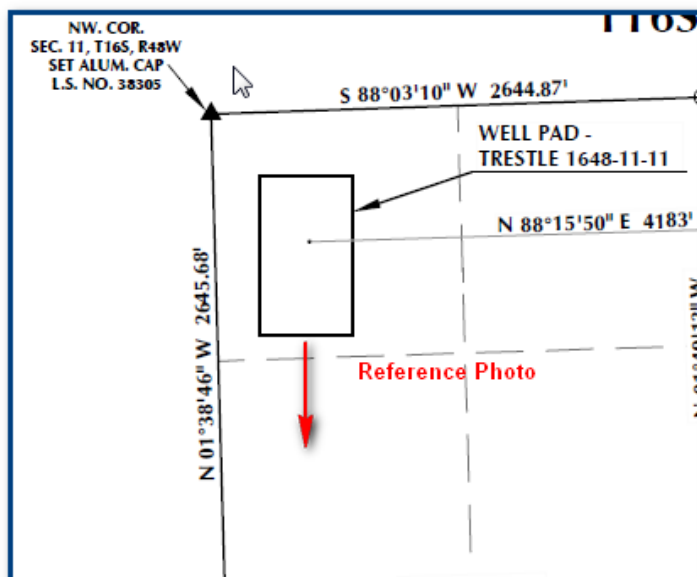 T16S
NW. COR.
SEC. 11, T16S, R48W
SET ALUM. CAP
L.S. NO. 38305
S 88°03'10" W 2644.87'
WELL PAD -
TRESTLE 1648-11-11
N 88°15'50" E 4183'
N 01°38'46" W 2645.68'
Reference Photo